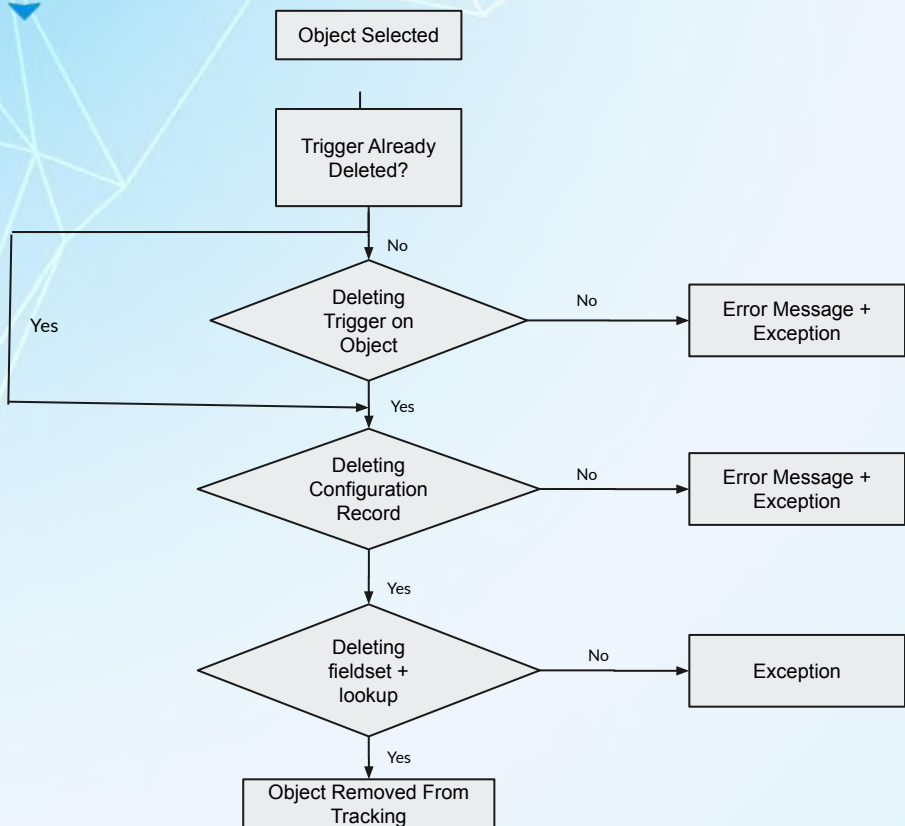 Object Selected
Trigger Already
Deleted?
No
Deleting
Trigger on
Object
No
Error Message +
Exception
Yes
Yes
Deleting
Configuration
Record
No
Error Message +
Exception
Yes
Deleting
fieldset +
lookup
No
Exception
Yes
Object Removed From
Tracking